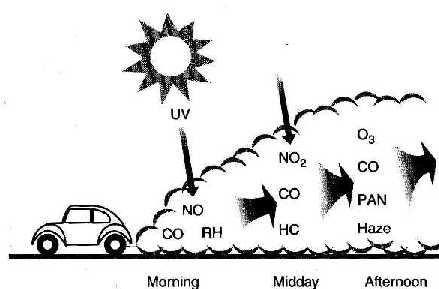 UV
NO
CO RH
NO2
CO
HC
O3
CO
PAN
Haze
Morning Midday Afternoon